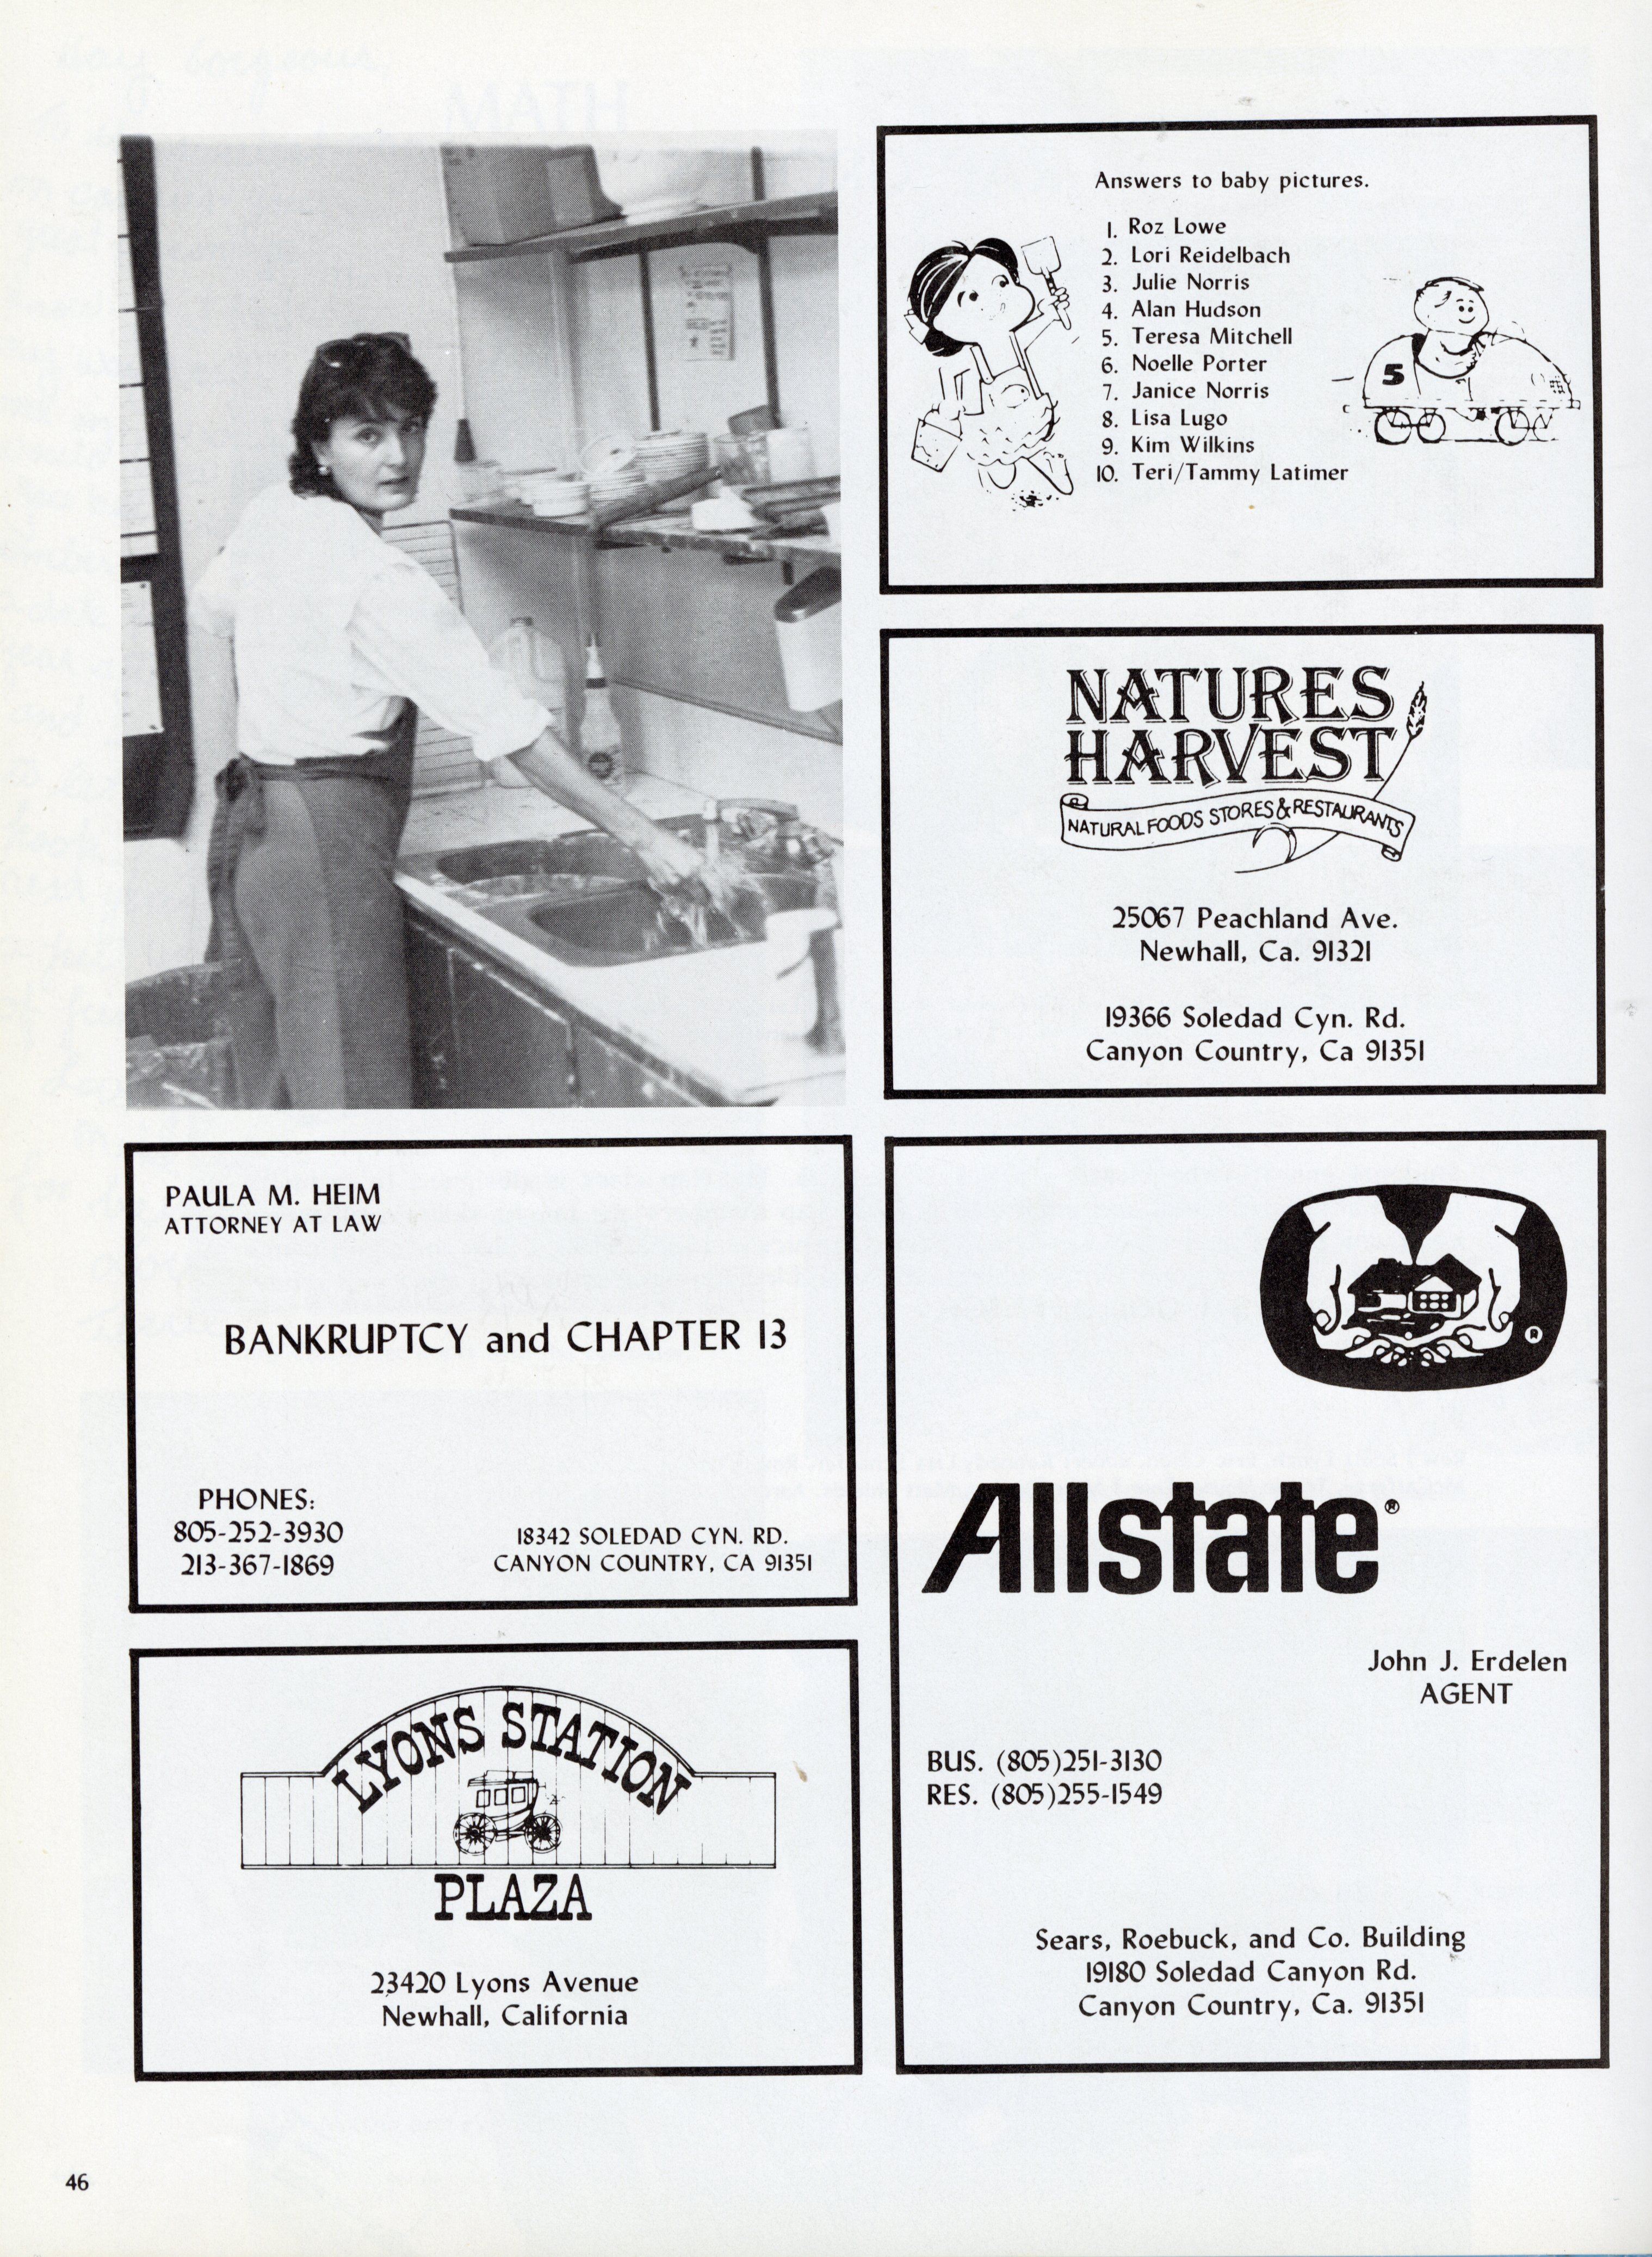 Answers to baby pictures.
1. Roz Lowe
2. Lori Reidelbach
3. Julie Norris
4. Alan Hudson
5. Teresa Mitchell
6. Noelle Porter
7. Janice Norris
8. Lisa Lugo
9. Kim Wilkins
10. Teri/Tammy Latimer
5
NATURES
HARVEST
NATURAL FOODS STORES & RESTAURANTS
25067 Peachland Ave.
Newhall, Ca. 91321
19366 Soledad Cyn. Rd.
Canyon Country, Ca 91351
PAULA M. HEIM
ATTORNEY AT LAW
BANKRUPTCY and CHAPTER 13
PHONES:
805-252-3930
213-367-1869
18342 SOLEDAD CYN. RD.
CANYON COUNTRY, CA 91351
LYONS STATION
PLAZA
23420 Lyons Avenue
Newhall, California
®
Allstate®
John J. Erdelen
AGENT
BUS. (805)251-3130
RES. (805)255-1549
Sears, Roebuck, and Co. Building
19180 Soledad Canyon Rd.
Canyon Country, Ca. 91351
46